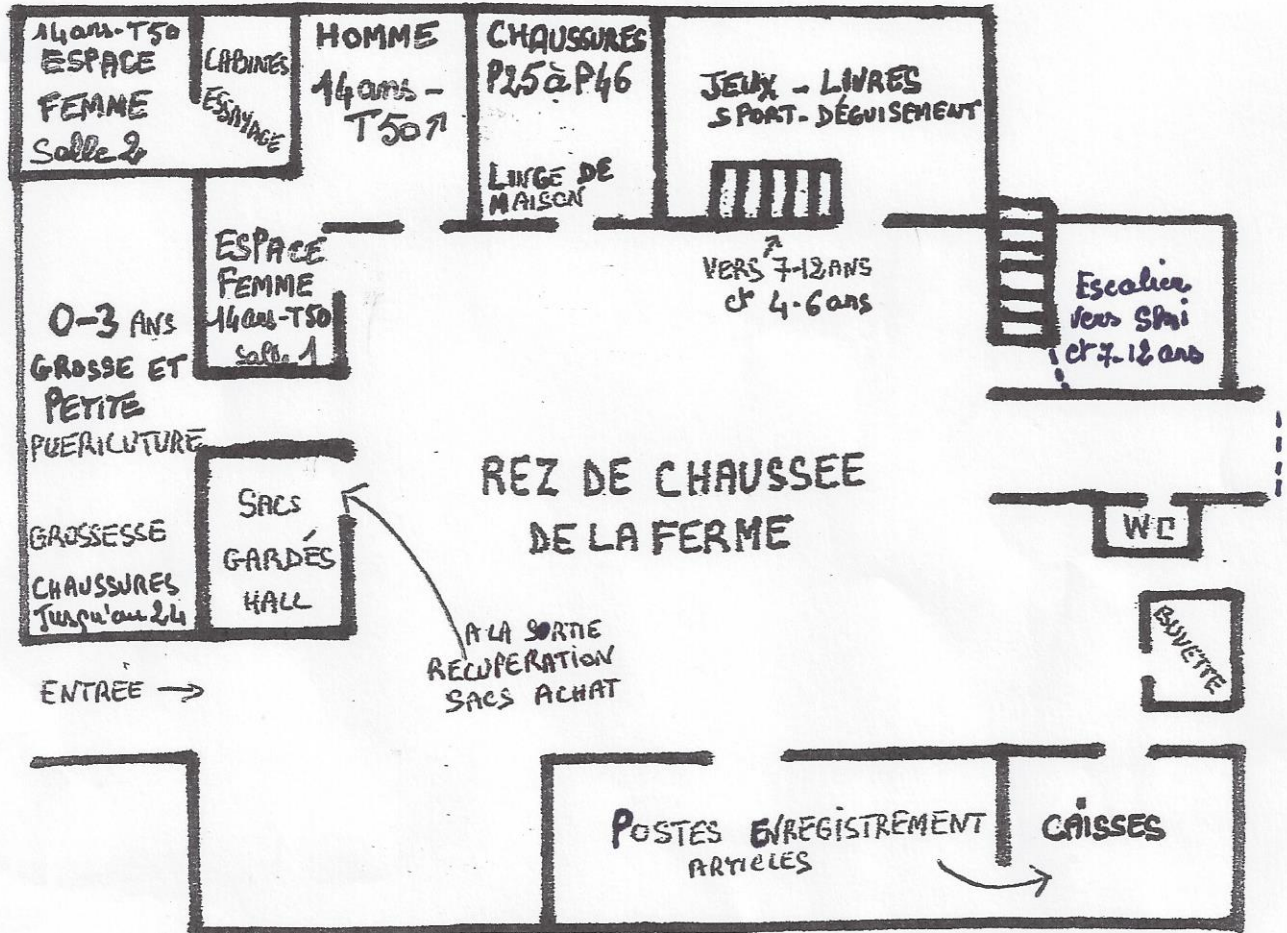 14ans-T50
ESPACE
FEMME
Salle 2
CABINES
ESSAYAGE
HOMME
14ans-
T50↗
CHAUSSURES
P25 à P46
LINGE DE
MAISON
JEUX - LIVRES
SPORT-DÉGUISEMENT
VERS 7-12ANS
et 4-6ans
Escalier
vers Ski
et 7-12 ans
ESPACE
FEMME
14ans-T50
salle 1
0-3 ANS
GROSSE ET
PETITE
PUERICUTURE
GROSSESSE
CHAUSSURES
Jusqu'au 24
SACS
GARDÉS
HALL
REZ DE CHAUSSEE
DE LA FERME
WC
BUVETTE
A LA SORTIE
RECUPERATION
SACS ACHAT
ENTRÉE →
POSTES ENREGISTREMENT
ARTICLES
CAISSES